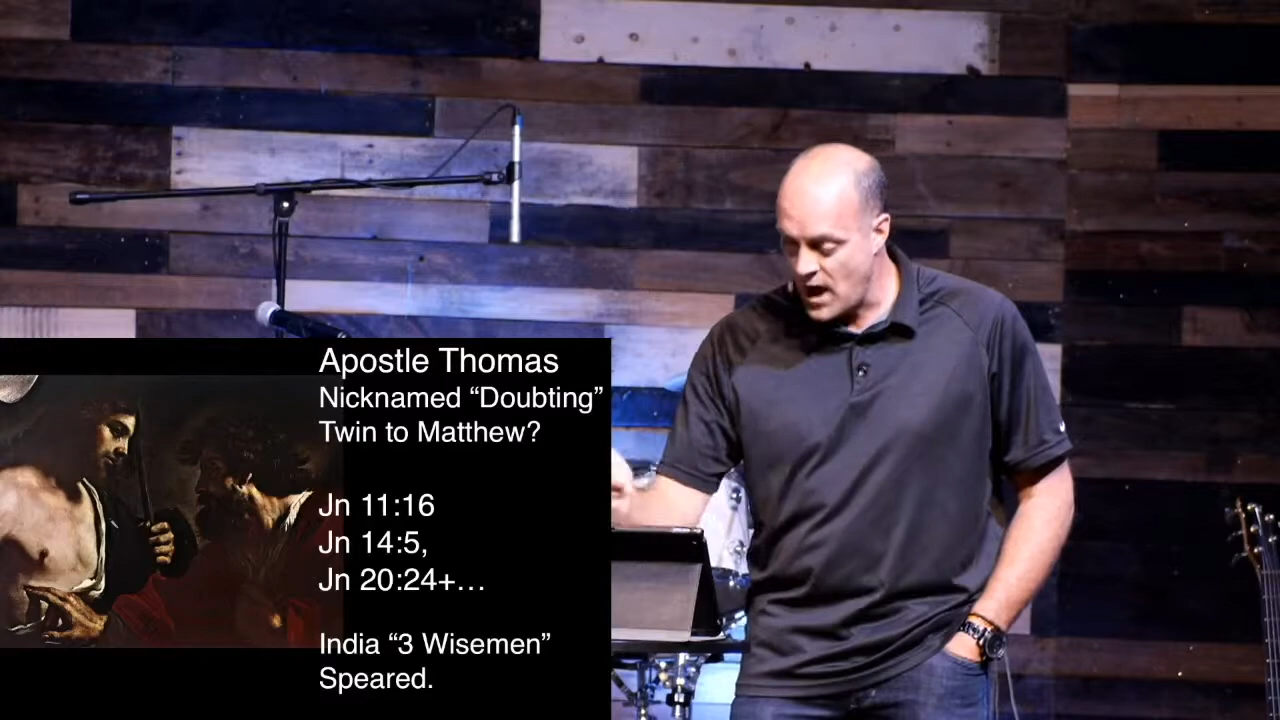 Apostle Thomas
Nicknamed “Doubting”
Twin to Matthew?
Jn 11:16
Jn 14:5,
Jn 20:24+…
India “3 Wisemen”
Speared.